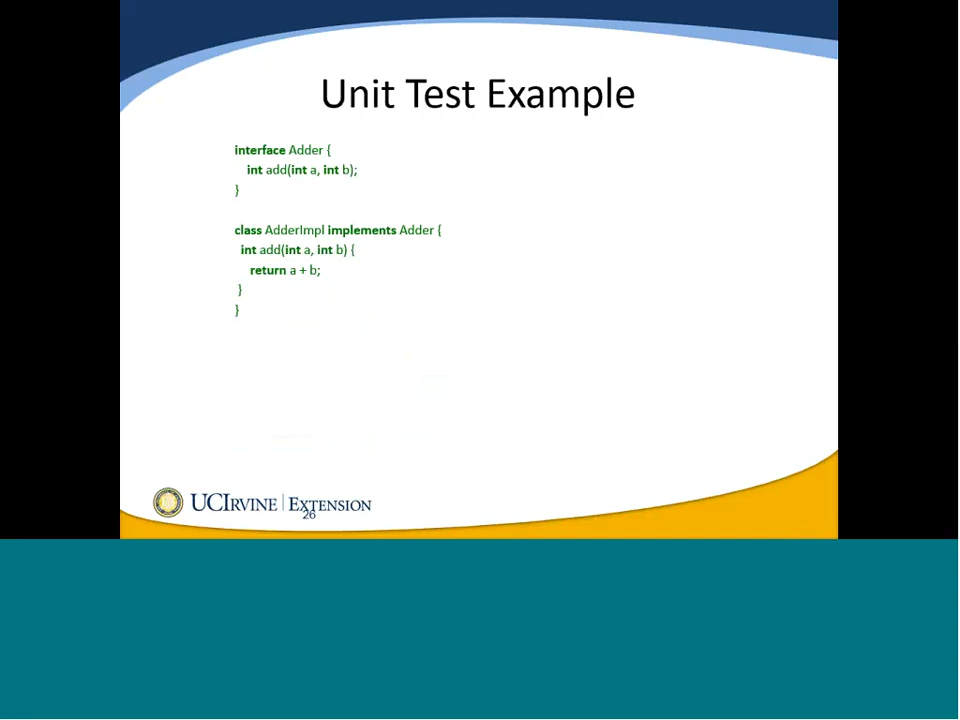 Unit Test Example
interface Adder {
int add(int a, int b);
}
class AdderImpl implements Adder {
int add(int a, int b) {
return a + b;
}
}
UCIRVINE | EXTENSION
26